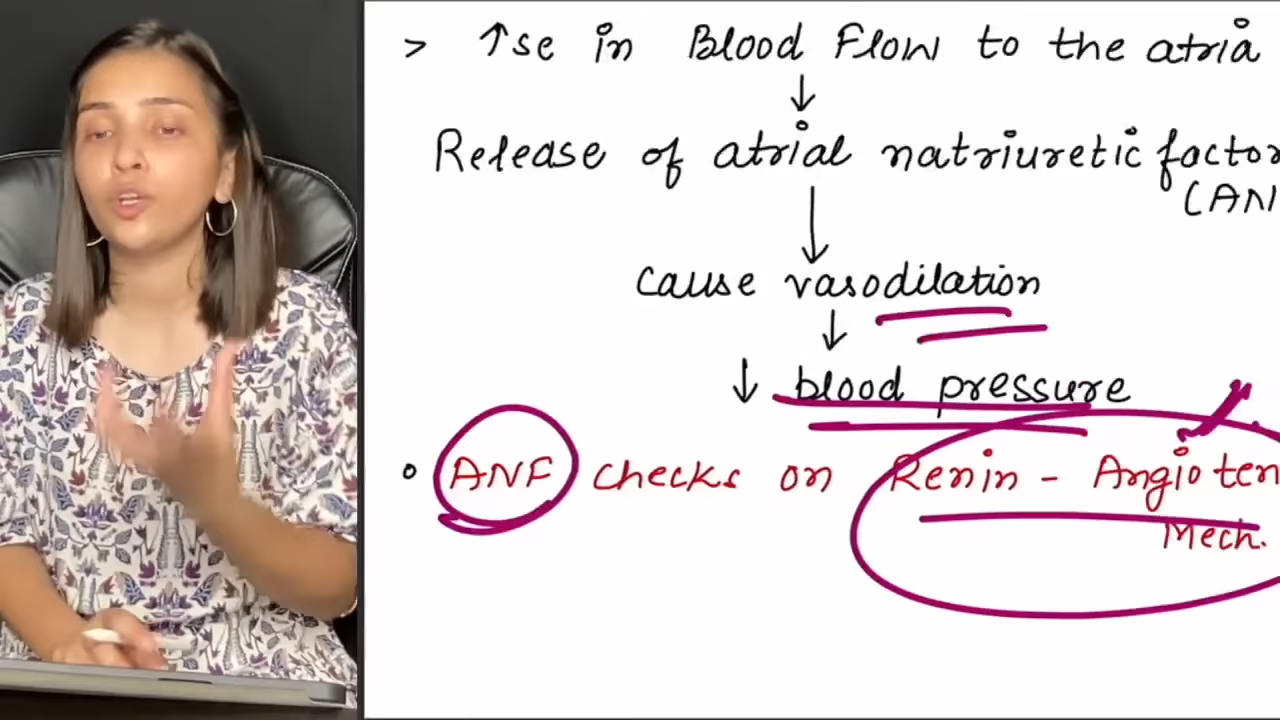 > ↑se in Blood Flow to the atria
↓
Release of atrial natriuretic factor
(AN
↓
cause vasodilation
↓
↓ blood pressure
• ANF checks on Renin - Angioten
Mech.